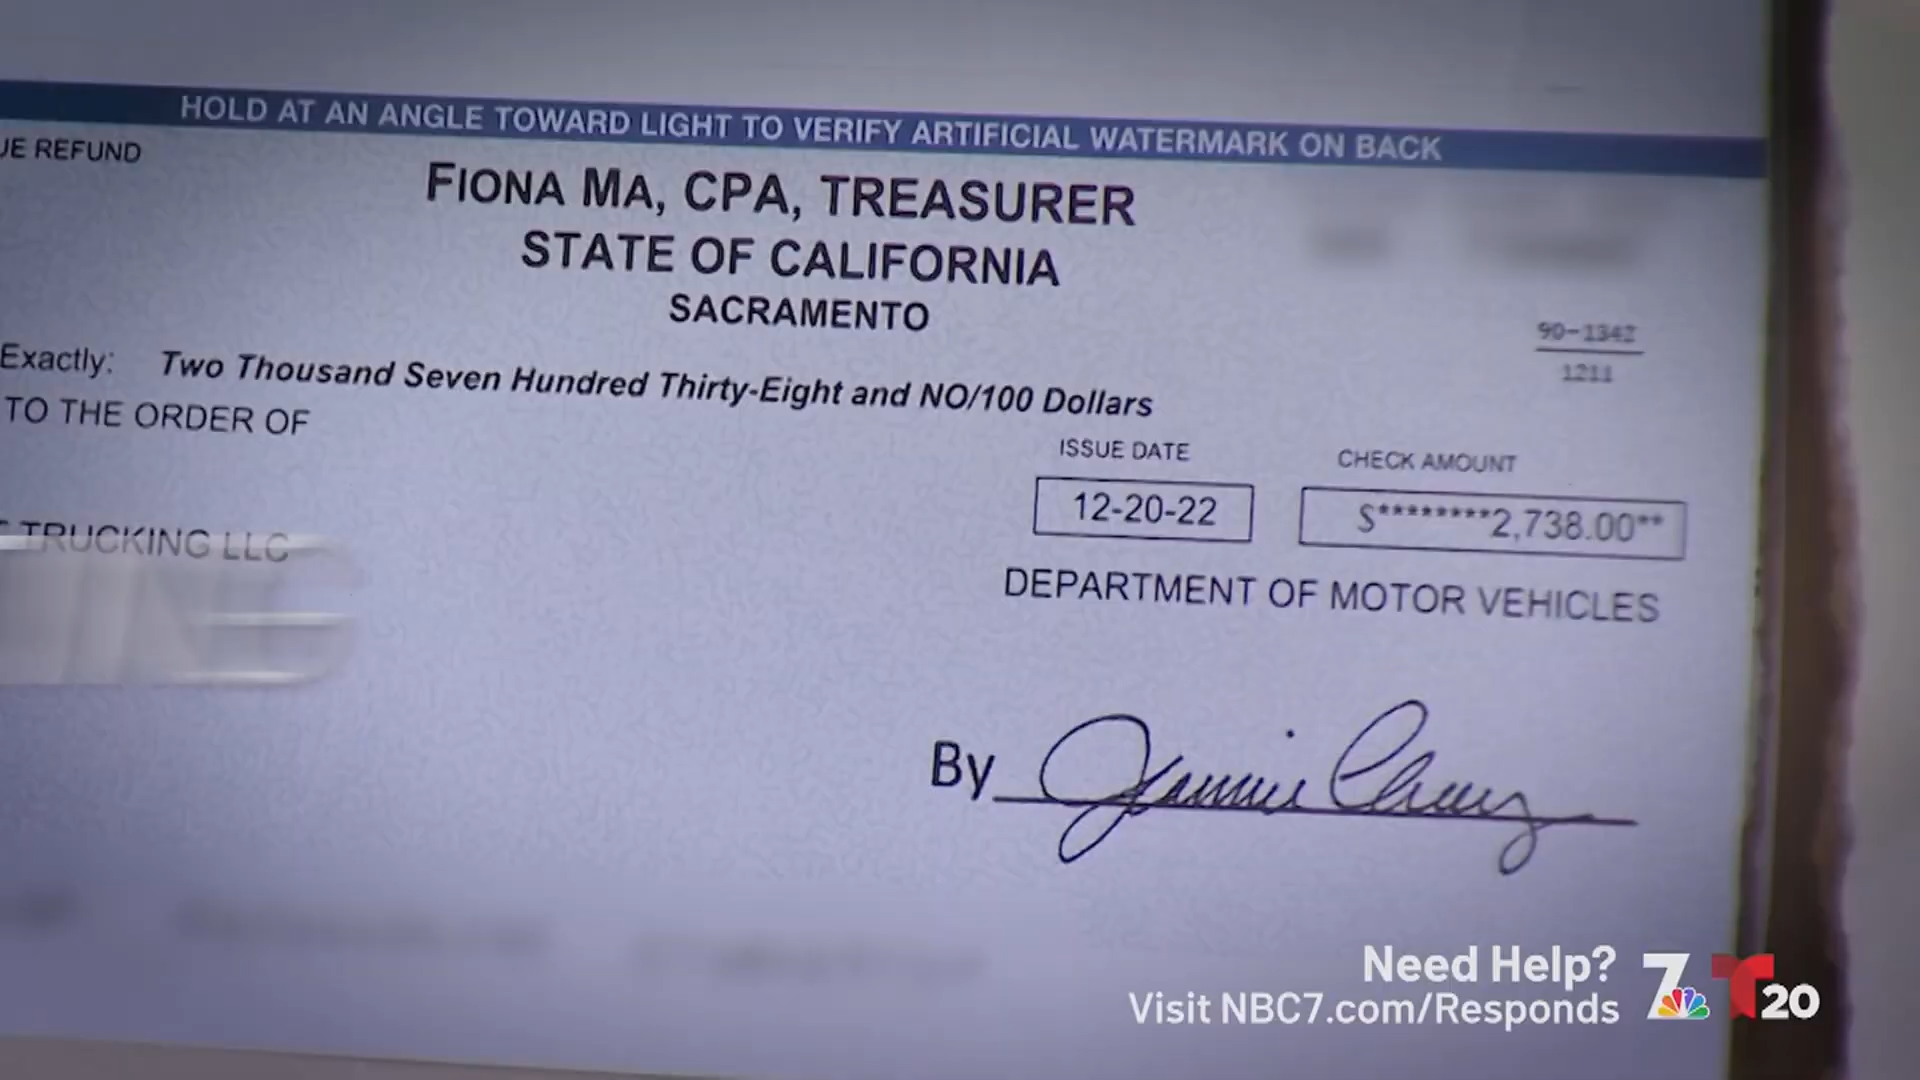 HOLD AT AN ANGLE TOWARD LIGHT TO VERIFY ARTIFICIAL WATERMARK ON BACK
UE REFUND
FIONA MA, CPA, TREASURER
STATE OF CALIFORNIA
SACRAMENTO
90-1342
1211
Exactly: Two Thousand Seven Hundred Thirty-Eight and NO/100 Dollars
TO THE ORDER OF
ISSUE DATE
CHECK AMOUNT
12-20-22
$********2,738.00**
TRUCKING LLC
DEPARTMENT OF MOTOR VEHICLES
By
Need Help?
Visit NBC7.com/Responds
7
20